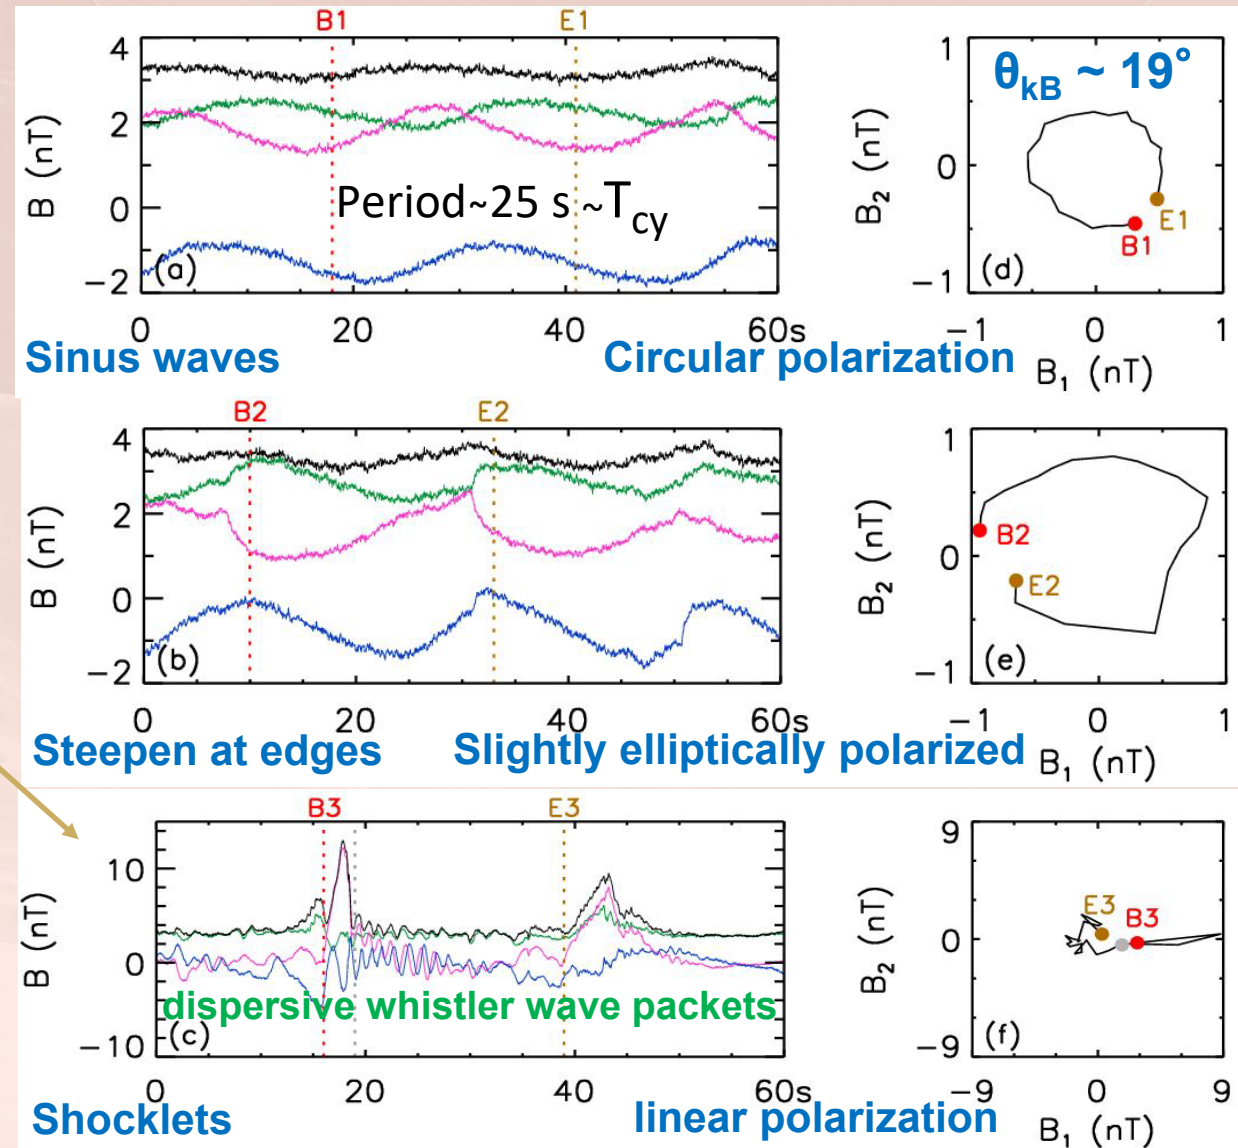 B1 E1
4
2
0
−2
B (nT)
Period~25 s ~Tcy
(a)
0 20 40 60s
1
0
−1
B₂ (nT)
θkB ~ 19°
E1
B1
(d)
−1 0 1
B₁ (nT)
Sinus waves Circular polarization
B2 E2
4
2
0
−2
B (nT)
(b)
0 20 40 60s
1
0
−1
B₂ (nT)
B2
E2
(e)
−1 0 1
B₁ (nT)
Steepen at edges Slightly elliptically polarized
B3 E3
10
0
−10
B (nT)
dispersive whistler wave packets
(c)
0 20 40 60
9
0
−9
B₂ (nT)
E3
B3
(f)
−9 0 9
B₁ (nT)
Shocklets linear polarization